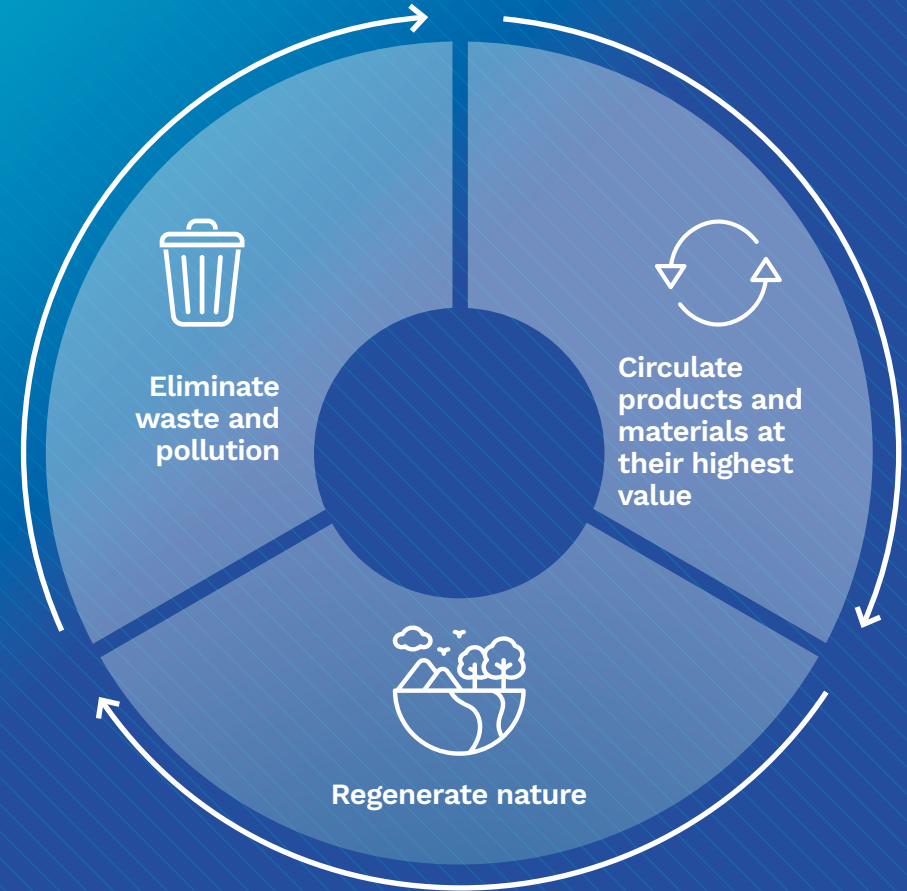 Eliminate
waste and
pollution
Circulate
products and
materials at
their highest
value
Regenerate nature